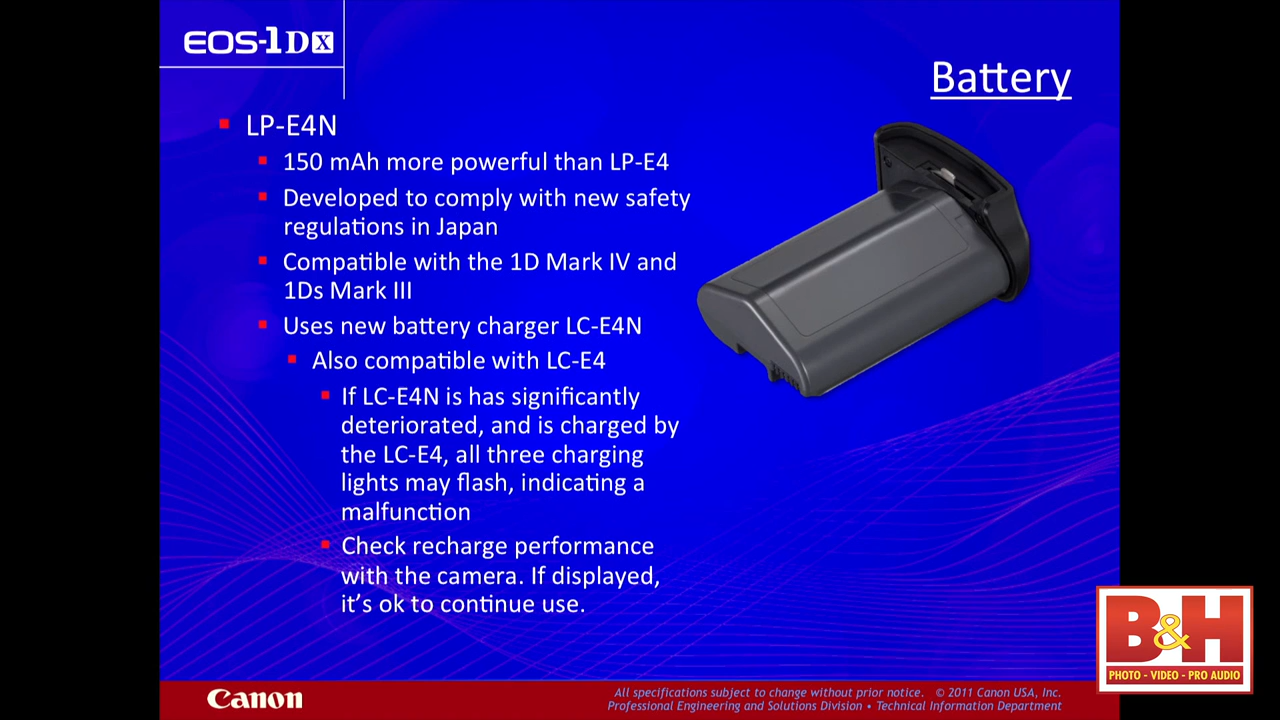 EOS-1DX
Battery
LP-E4N
150 mAh more powerful than LP-E4
Developed to comply with new safety
regulations in Japan
Compatible with the 1D Mark IV and
1Ds Mark III
Uses new battery charger LC-E4N
Also compatible with LC-E4
If LC-E4N is has significantly
deteriorated, and is charged by
the LC-E4, all three charging
lights may flash, indicating a
malfunction
Check recharge performance
with the camera. If displayed,
it's ok to continue use.
Canon
All specifications subject to change without prior notice. © 2011 Canon USA, Inc.
Professional Engineering and Solutions Division • Technical Information Department
B&H
PHOTO - VIDEO - PRO AUDIO